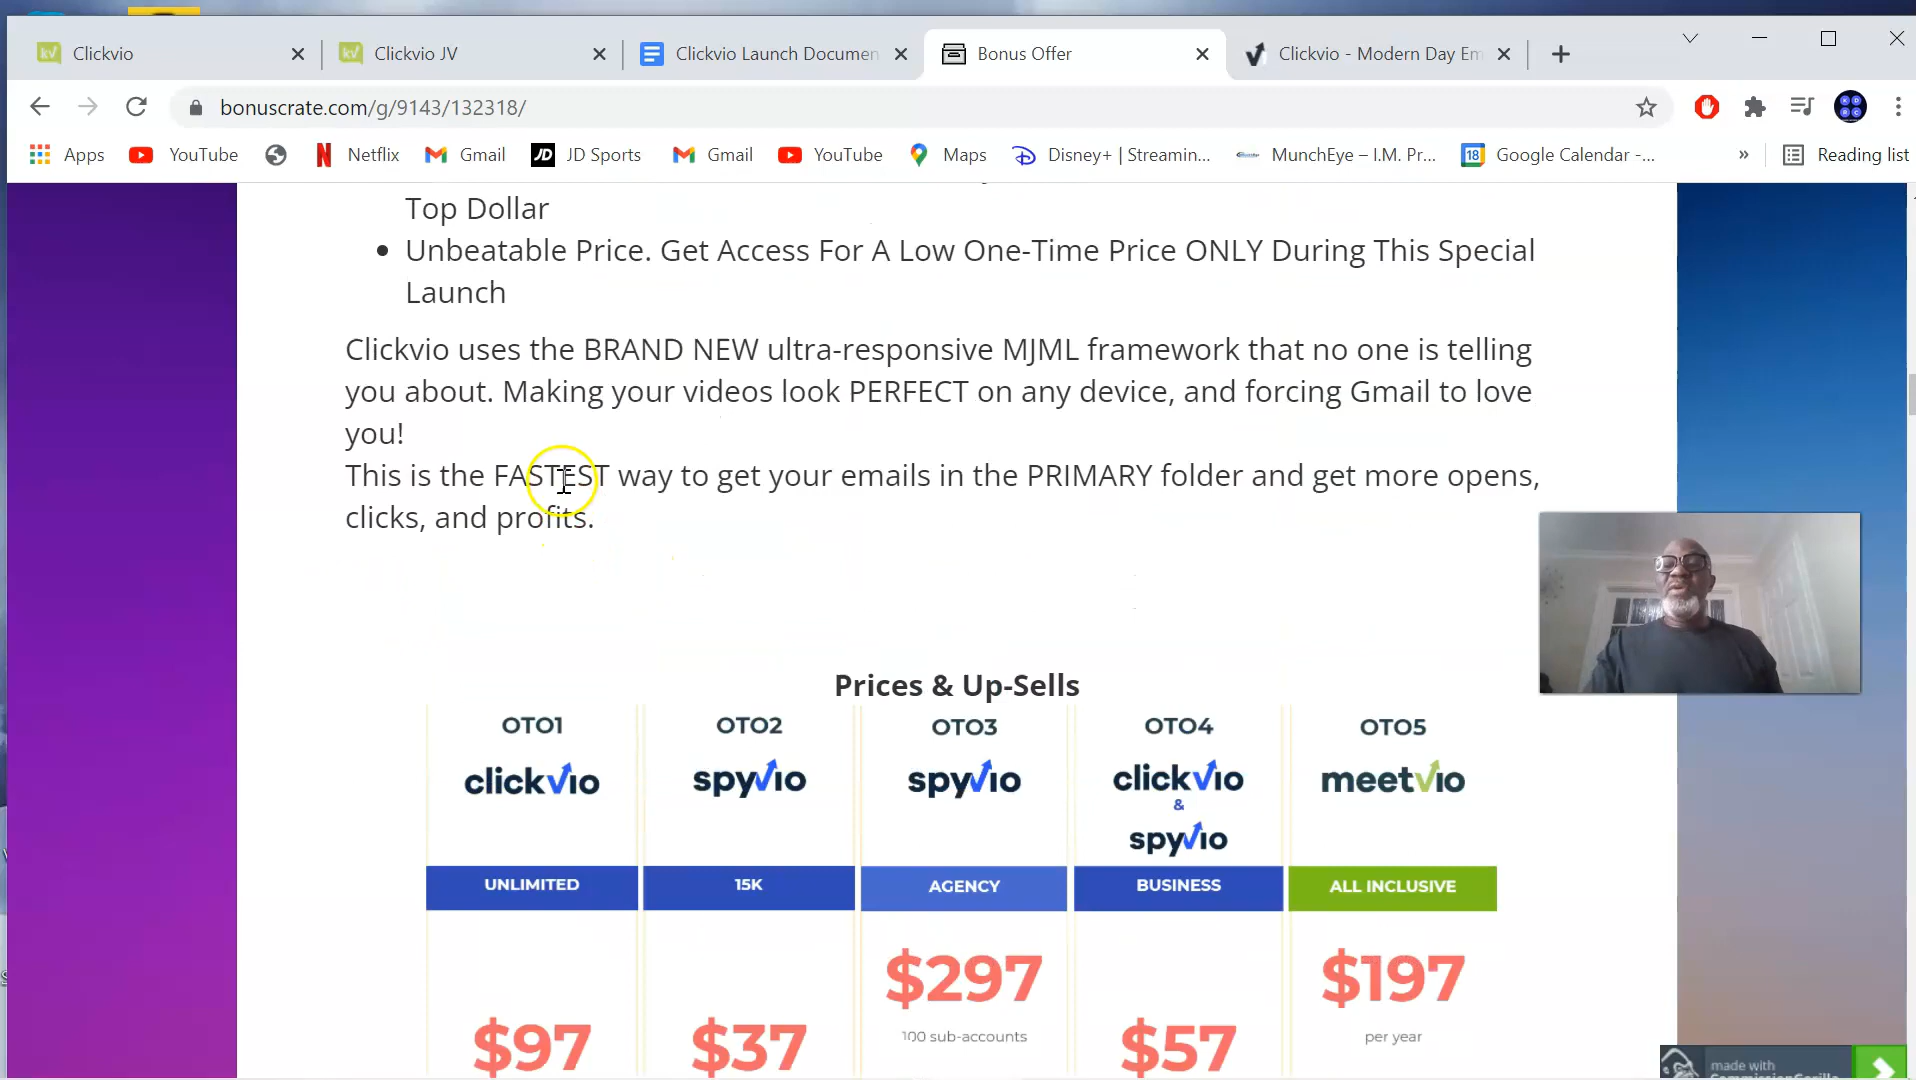 Clickvio
Clickvio JV
Clickvio Launch Documen
Bonus Offer
Clickvio - Modern Day Em
bonuscrate.com/g/9143/132318/
Apps
YouTube
Netflix
Gmail
JD Sports
Gmail
YouTube
Maps
Disney+ | Streamin...
MunchEye – I.M. Pr...
18
Google Calendar -...
»
Reading list
Top Dollar
• Unbeatable Price. Get Access For A Low One-Time Price ONLY During This Special
Launch
Clickvio uses the BRAND NEW ultra-responsive MJML framework that no one is telling
you about. Making your videos look PERFECT on any device, and forcing Gmail to love
you!
This is the FASTEST way to get your emails in the PRIMARY folder and get more opens,
clicks, and profits.
Prices & Up-Sells
OTO1
OTO2
OTO3
OTO4
OTO5
clickvio
spyvio
spyvio
clickvio
&
spyvio
meetvio
UNLIMITED
15K
AGENCY
BUSINESS
ALL INCLUSIVE
$97
$37
$297
100 sub-accounts
$57
$197
per year
made with